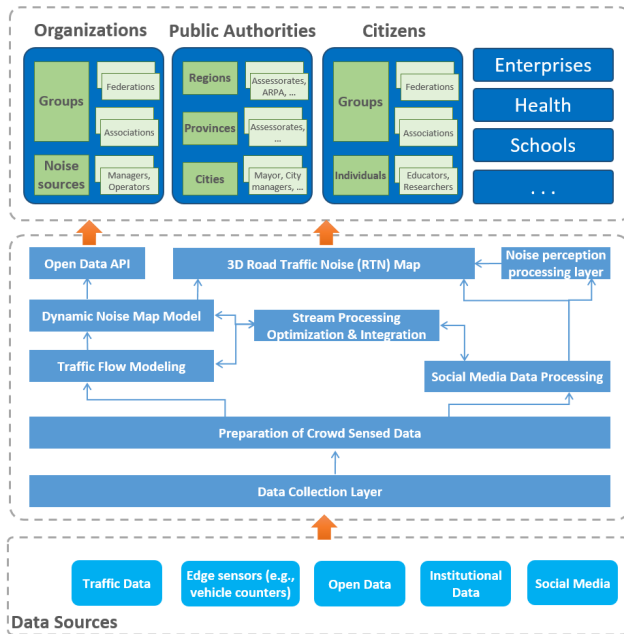 Organizations
Public Authorities
Citizens
Groups
Federations
Associations
Noise
sources
Managers,
Operators
Regions
Assessorates,
ARPA, ...
Provinces
Assessorates,
...
Cities
Mayor, City
managers, ...
Groups
Federations
Associations
Individuals
Educators,
Researchers
Enterprises
Health
Schools
. . .
Open Data API
3D Road Traffic Noise (RTN) Map
Noise perception
processing layer
Dynamic Noise Map Model
Stream Processing
Optimization & Integration
Traffic Flow Modeling
Social Media Data Processing
Preparation of Crowd Sensed Data
Data Collection Layer
Traffic Data
Edge sensors (e.g.,
vehicle counters)
Open Data
Institutional
Data
Social Media
Data Sources